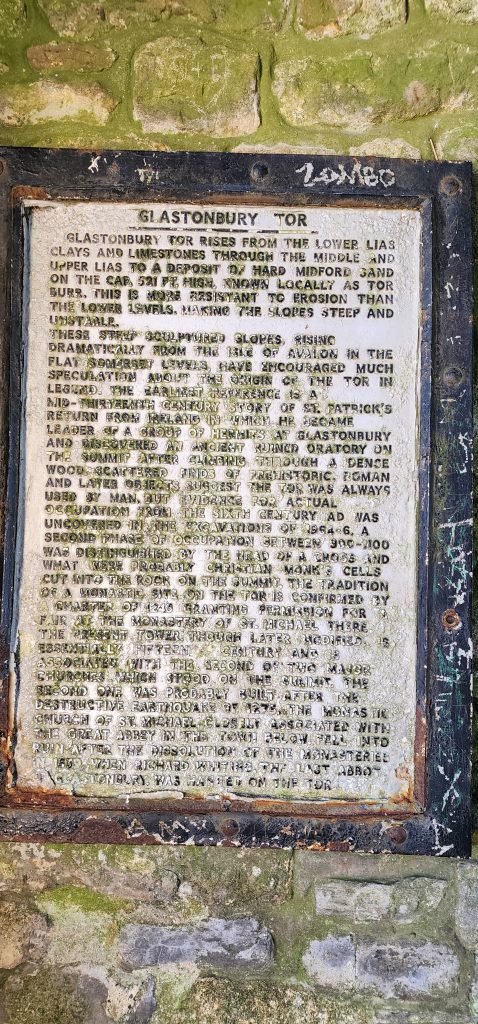 ZOMBO
GLASTONBURY TOR
GLASTONBURY TOR RISES FROM THE LOWER LIAS
CLAYS AND LIMESTONES THROUGH THE MIDDLE AND
UPPER LIAS TO A DEPOSIT OF HARD MIDFORD SAND
ON THE CAP, 521 FT. HIGH, KNOWN LOCALLY AS TOR
BURR. THIS IS MORE RESISTANT TO EROSION THAN
THE LOWER LEVELS, MAKING THE SLOPES STEEP AND
UNSTABLE.
THESE STEEP SCULPTURED SLOPES, RISING
DRAMATICALLY FROM THE ISLE OF AVALON IN THE
FLAT SOMERSET LEVELS, HAVE ENCOURAGED MUCH
SPECULATION ABOUT THE ORIGIN OF THE TOR IN
LEGEND. THE EARLIEST REFERENCE IS A
MID-THIRTEENTH CENTURY STORY OF ST. PATRICK'S
RETURN FROM IRELAND IN WHICH HE BECAME
LEADER OF A GROUP OF HERMITS AT GLASTONBURY
AND DISCOVERED AN ANCIENT RUINED ORATORY ON
THE SUMMIT AFTER CLIMBING THROUGH A DENCE
WOOD. SCATTERED FINDS OF PREHISTORIC, ROMAN
AND LATER OBJECTS SUGGEST THE TOR WAS ALWAYS
USED BY MAN, BUT EVIDENCE FOR ACTUAL
OCCUPATION FROM THE SIXTH CENTURY AD WAS
UNCOVERED IN THE EXCAVATIONS OF 1964-6. A
SECOND PHASE OF OCCUPATION BETWEEN 900-1100
WAS DISTINGUISHED BY THE HEAD OF A CROSS AND
WHAT WERE PROBABLY CHRISTIAN MONK'S CELLS
CUT INTO THE ROCK ON THE SUMMIT. THE TRADITION
OF A MONASTIC SITE ON THE TOR IS CONFIRMED BY
CHARTER OF 1243 GRANTING PERMISSION FOR A
FAIR AT THE MONASTERY OF ST. MICHAEL THERE.
THE PRESENT TOWER, THOUGH LATER MODIFIED, IS
ESSENTIALLY FIFTEENTH CENTURY AND IS
ASSOCIATED WITH THE SECOND OF TWO MAJOR
CHURCHES WHICH STOOD ON THE SUMMIT. THE
SECOND ONE WAS PROBABLY BUILT AFTER THE
DESTRUCTIVE EARTHQUAKE OF 1275. THE MONASTIC
CHURCH OF ST. MICHAEL CLOSELY ASSOCIATED WITH
THE GREAT ABBEY IN THE TOWN BELOW FELL INTO
RUIN AFTER THE DISSOLUTION OF THE MONASTERIES
WHEN RICHARD WHITING THE LAST ABBOT
GLASTONBURY WAS HANGED ON THE TOR